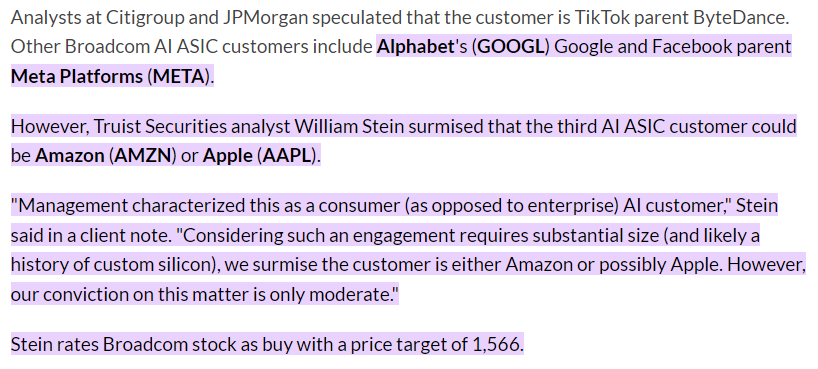 Analysts at Citigroup and JPMorgan speculated that the customer is TikTok parent ByteDance.
Other Broadcom AI ASIC customers include Alphabet's (GOOGL) Google and Facebook parent
Meta Platforms (META).
However, Truist Securities analyst William Stein surmised that the third AI ASIC customer could
be Amazon (AMZN) or Apple (AAPL).
"Management characterized this as a consumer (as opposed to enterprise) AI customer," Stein
said in a client note. "Considering such an engagement requires substantial size (and likely a
history of custom silicon), we surmise the customer is either Amazon or possibly Apple. However,
our conviction on this matter is only moderate."
Stein rates Broadcom stock as buy with a price target of 1,566.